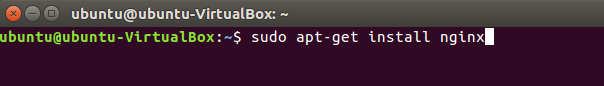 ubuntu@ubuntu-VirtualBox: ~
ubuntu@ubuntu-VirtualBox:~$ sudo apt-get install nginx